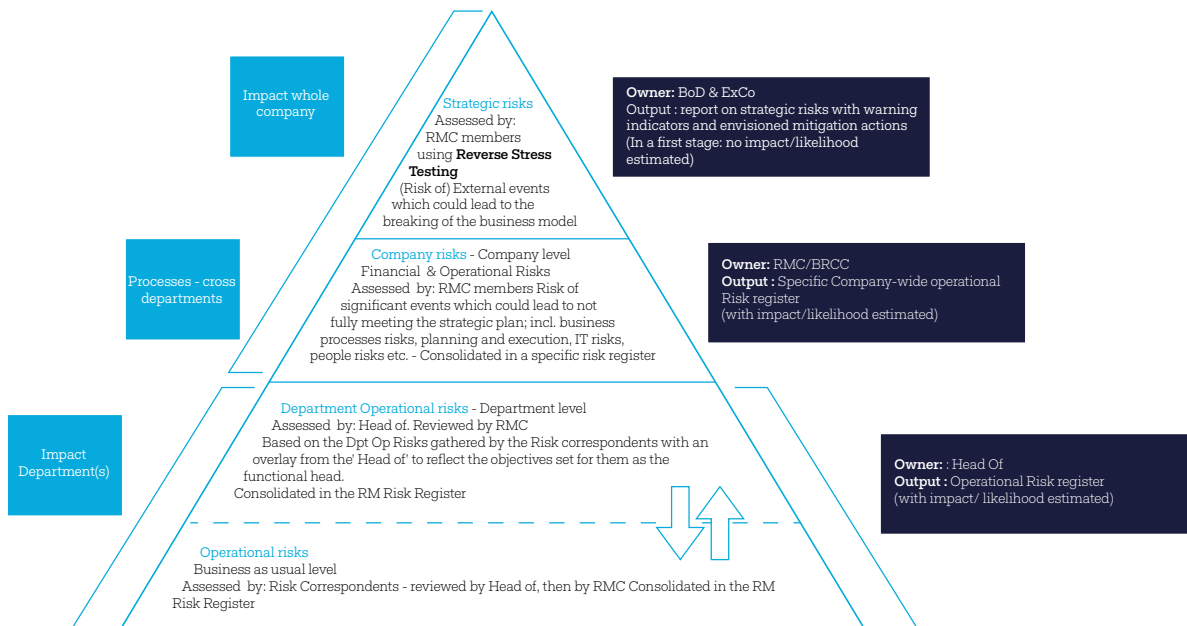 Impact whole
company
Strategic risks
Assessed by:
RMC members
using Reverse Stress
Testing
(Risk of) External events
which could lead to the
breaking of the business model
Owner: BoD & ExCo
Output : report on strategic risks with warning
indicators and envisioned mitigation actions
(In a first stage: no impact/likelihood
estimated)
Processes - cross
departments
Company risks - Company level
Financial & Operational Risks
Assessed by: RMC members Risk of
significant events which could lead to not
fully meeting the strategic plan; incl. business
processes risks, planning and execution, IT risks,
people risks etc. - Consolidated in a specific risk register
Owner: RMC/BRCC
Output : Specific Company-wide operational
Risk register
(with impact/likelihood estimated)
Impact
Department(s)
Department Operational risks - Department level
Assessed by: Head of. Reviewed by RMC
Based on the Dpt Op Risks gathered by the Risk correspondents with an
overlay from the' Head of' to reflect the objectives set for them as the
functional head.
Consolidated in the RM Risk Register
Owner: : Head Of
Output : Operational Risk register
(with impact/ likelihood estimated)
Operational risks
Business as usual level
Assessed by: Risk Correspondents - reviewed by Head of, then by RMC Consolidated in the RM
Risk Register